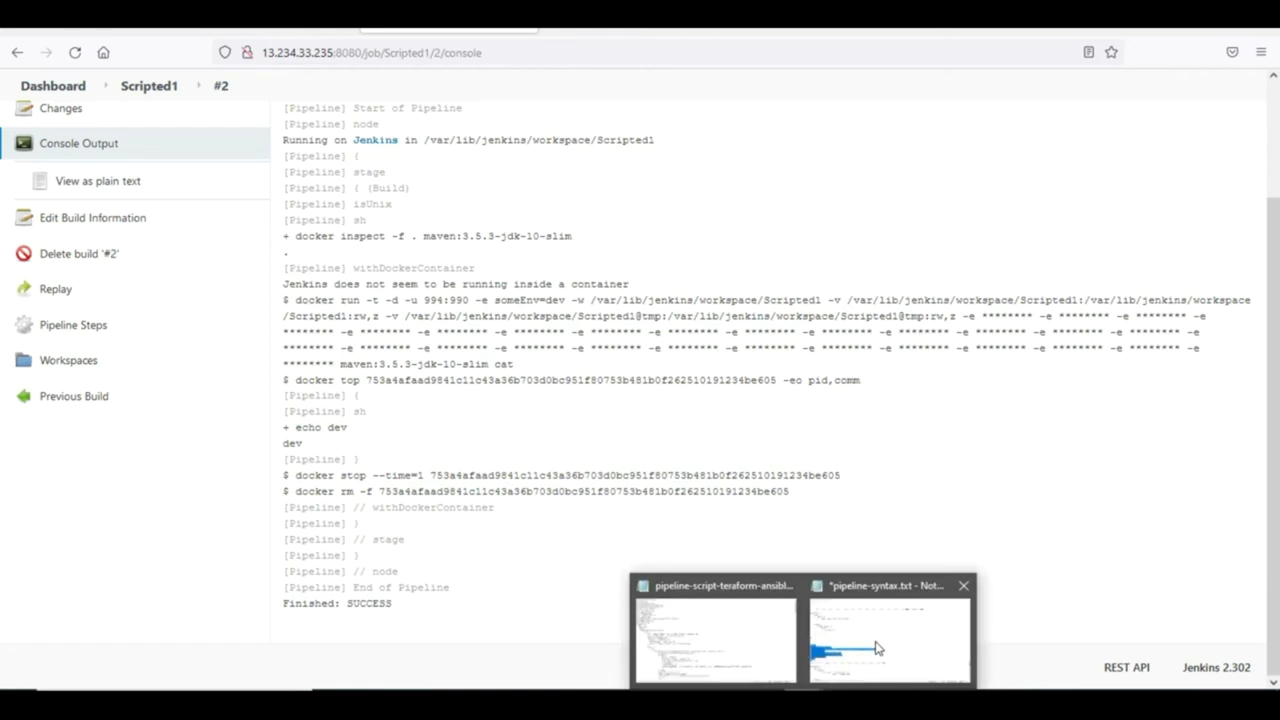 13.234.33.235:8080/job/Scripted1/2/console
Dashboard
Scripted1
#2
Changes
Console Output
View as plain text
Edit Build Information
Delete build '#2'
Replay
Pipeline Steps
Workspaces
Previous Build
[Pipeline] Start of Pipeline
[Pipeline] node
Running on Jenkins in /var/lib/jenkins/workspace/Scripted1
[Pipeline] {
[Pipeline] stage
[Pipeline] { (Build)
[Pipeline] isUnix
[Pipeline] sh
+ docker inspect -f . maven:3.5.3-jdk-10-slim
.
[Pipeline] withDockerContainer
Jenkins does not seem to be running inside a container
$ docker run -t -d -u 994:990 -e someEnv=dev -w /var/lib/jenkins/workspace/Scripted1 -v /var/lib/jenkins/workspace/Scripted1:/var/lib/jenkins/workspace
/Scripted1:rw,z -v /var/lib/jenkins/workspace/Scripted1@tmp:/var/lib/jenkins/workspace/Scripted1@tmp:rw,z -e ******** -e ******** -e ******** -e
******** -e ******** -e ******** -e ******** -e ******** -e ******** -e ******** -e ******** -e ******** -e ******** -e ******** -e
******** -e ******** -e ******** -e ******** -e ******** -e ******** -e ******** -e ******** -e ******** -e ******** -e ******** -e
******** maven:3.5.3-jdk-10-slim cat
$ docker top 753a4afaad9841c11c43a36b703d0bc951f80753b481b0f262510191234be605 -eo pid,comm
[Pipeline] {
[Pipeline] sh
+ echo dev
dev
[Pipeline] }
$ docker stop --time=1 753a4afaad9841c11c43a36b703d0bc951f80753b481b0f262510191234be605
$ docker rm -f 753a4afaad9841c11c43a36b703d0bc951f80753b481b0f262510191234be605
[Pipeline] // withDockerContainer
[Pipeline] }
[Pipeline] // stage
[Pipeline] }
[Pipeline] // node
[Pipeline] End of Pipeline
Finished: SUCCESS
pipeline-script-teraform-ansibl...
*pipeline-syntax.txt - Not...
REST API
Jenkins 2.302